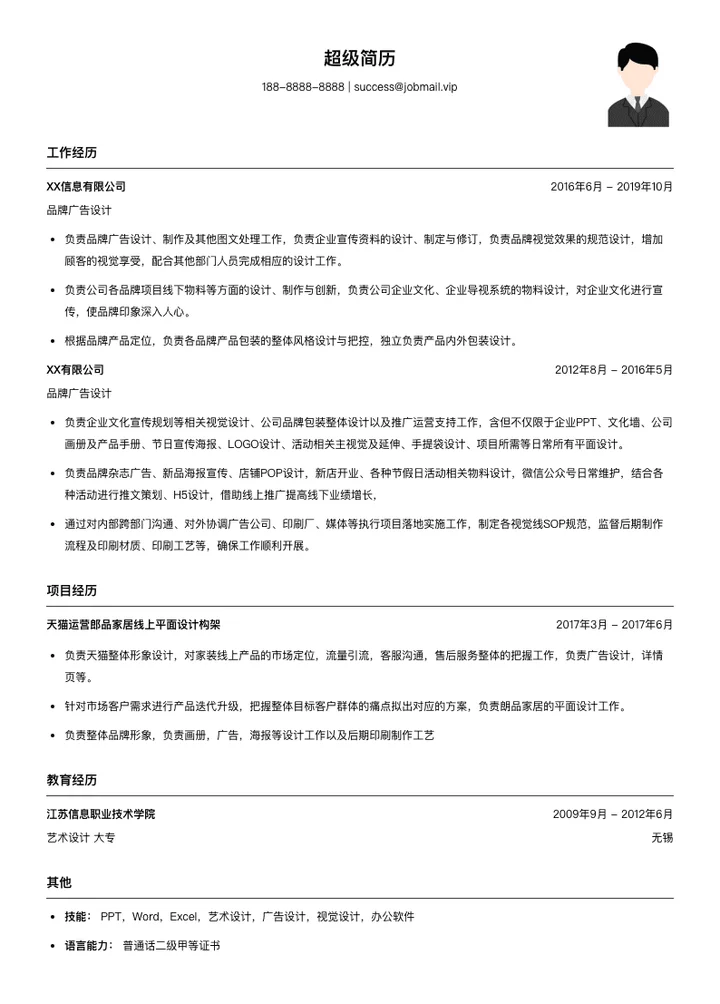 超级简历
188-8888-8888 | success@jobmail.vip
工作经历
XX信息有限公司 2016年6月 – 2019年10月
品牌广告设计
• 负责品牌广告设计、制作及其他图文处理工作，负责企业宣传资料的设计、制定与修订，负责品牌视觉效果的规范设计，增加
顾客的视觉享受，配合其他部门人员完成相应的设计工作。
• 负责公司各品牌项目线下物料等方面的设计、制作与创新，负责公司企业文化、企业导视系统的物料设计，对企业文化进行宣
传，使品牌印象深入人心。
• 根据品牌产品定位，负责各品牌产品包装的整体风格设计与把控，独立负责产品内外包装设计。
XX有限公司 2012年8月 – 2016年5月
品牌广告设计
• 负责企业文化宣传规划等相关视觉设计、公司品牌包装整体设计以及推广运营支持工作，含但不仅限于企业PPT、文化墙、公司
画册及产品手册、节日宣传海报、LOGO设计、活动相关主视觉及延伸、手提袋设计、项目所需等日常所有平面设计。
• 负责品牌杂志广告、新品海报宣传、店铺POP设计，新店开业、各种节假日活动相关物料设计，微信公众号日常维护，结合各
种活动进行推文策划、H5设计，借助线上推广提高线下业绩增长，
• 通过对内部跨部门沟通、对外协调广告公司、印刷厂、媒体等执行项目落地实施工作，制定各视觉线SOP规范，监督后期制作
流程及印刷材质、印刷工艺等，确保工作顺利开展。
项目经历
天猫运营郎品家居线上平面设计构架 2017年3月 – 2017年6月
• 负责天猫整体形象设计，对家装线上产品的市场定位，流量引流，客服沟通，售后服务整体的把握工作，负责广告设计，详情
页等。
• 针对市场客户需求进行产品迭代升级，把握整体目标客户群体的痛点拟出对应的方案，负责朗品家居的平面设计工作。
• 负责整体品牌形象，负责画册，广告，海报等设计工作以及后期印刷制作工艺
教育经历
江苏信息职业技术学院 2009年9月 – 2012年6月
艺术设计 大专 无锡
其他
• 技能： PPT，Word，Excel，艺术设计，广告设计，视觉设计，办公软件
• 语言能力： 普通话二级甲等证书